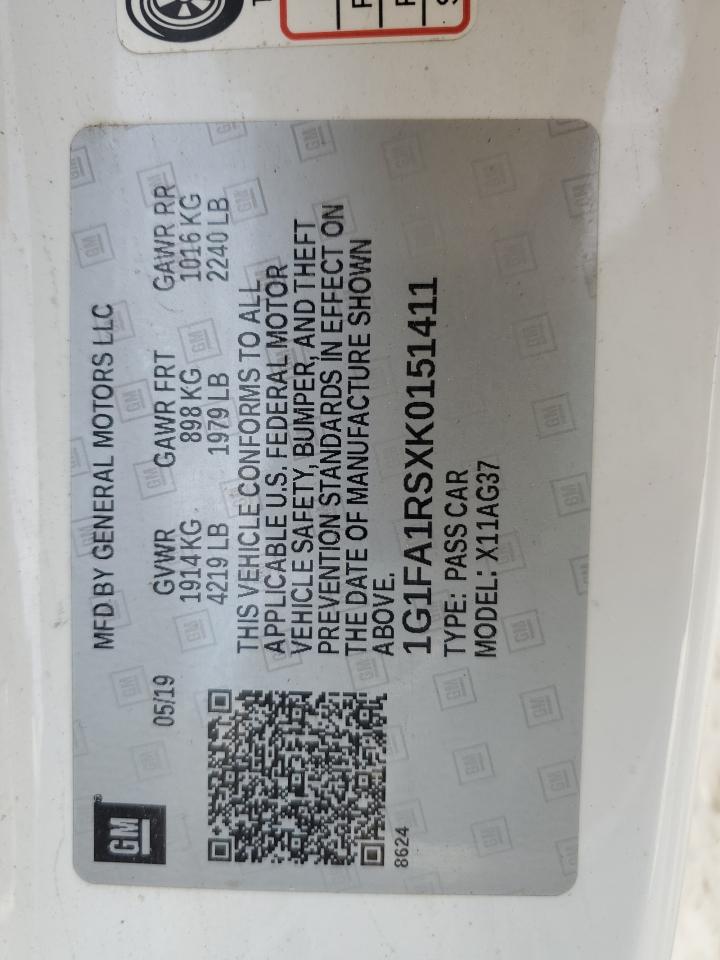 GM
MFD BY GENERAL MOTORS LLC
05/19
GVWR GAWR FRT GAWR RR
1914KG 898 KG 1016 KG
4219 LB 1979 LB 2240 LB
THIS VEHICLE CONFORMS TO ALL
APPLICABLE U.S. FEDERAL MOTOR
VEHICLE SAFETY, BUMPER, AND THEFT
PREVENTION STANDARDS IN EFFECT ON
THE DATE OF MANUFACTURE SHOWN
ABOVE.
8624
1G1FA1RSXK0151411
TYPE: PASS CAR
MODEL: X11AG37